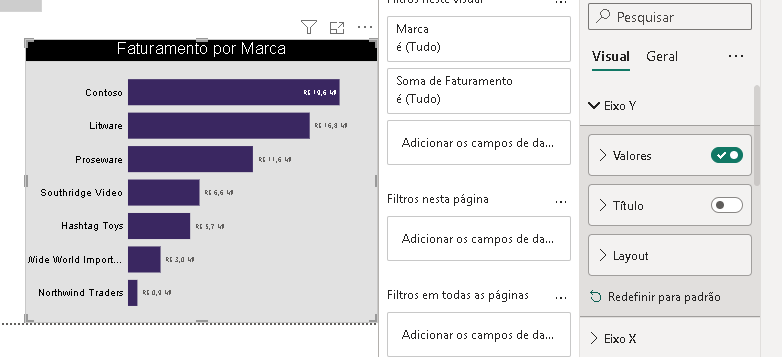 Filtros neste visual
Pesquisar
Marca
é (Tudo)
Visual Geral
Faturamento por Marca
Soma de Faturamento
é (Tudo)
Contoso R$ 19,6 Mi
Eixo Y
Litware R$ 16,8 Mi
Adicionar os campos de da...
Valores
Proseware R$ 11,6 Mi
Southridge Video R$ 6,6 Mi
Filtros nesta página
Título
Hashtag Toys R$ 5,7 Mi
Adicionar os campos de da...
Wide World Import... R$ 3,0 Mi
Layout
Northwind Traders R$ 0,9 Mi
Filtros em todas as páginas
Redefinir para padrão
Adicionar os campos de da...
Eixo X